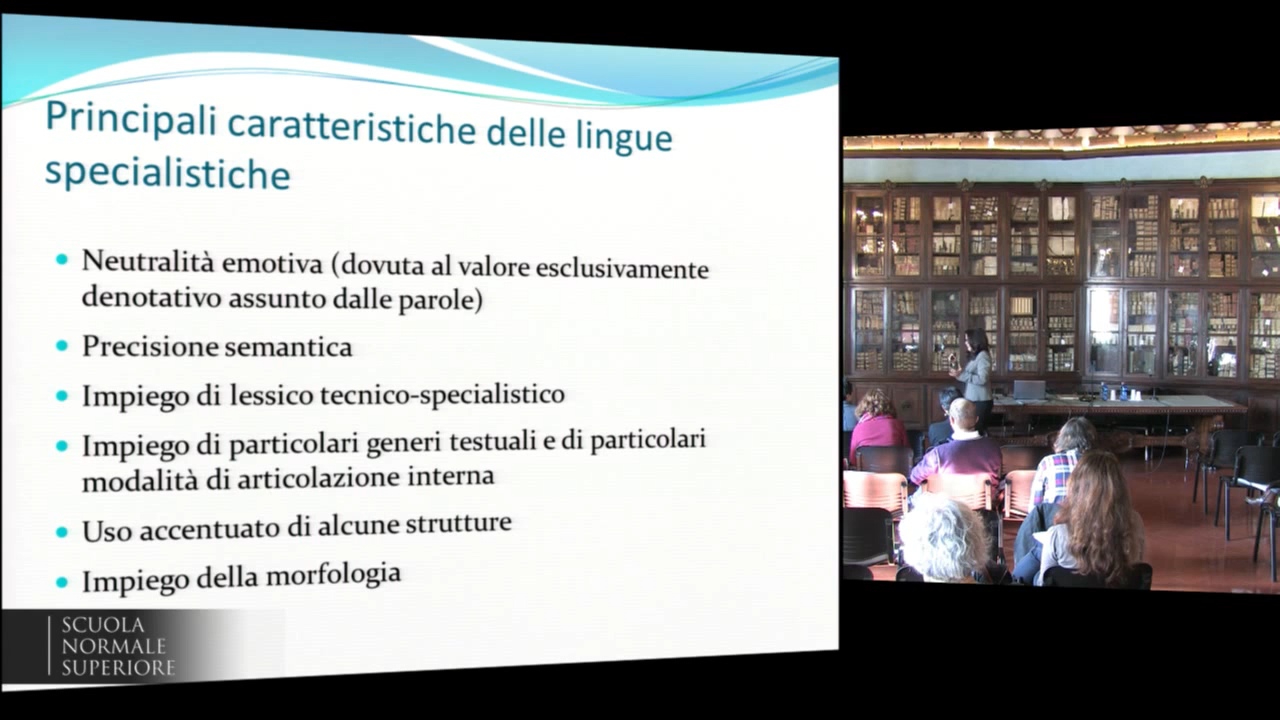 Principali caratteristiche delle lingue
specialistiche
Neutralità emotiva (dovuta al valore esclusivamente
denotativo assunto dalle parole)
Precisione semantica
Impiego di lessico tecnico-specialistico
Impiego di particolari generi testuali e di particolari
modalità di articolazione interna
Uso accentuato di alcune strutture
Impiego della morfologia
SCUOLA
NORMALE
SUPERIORE